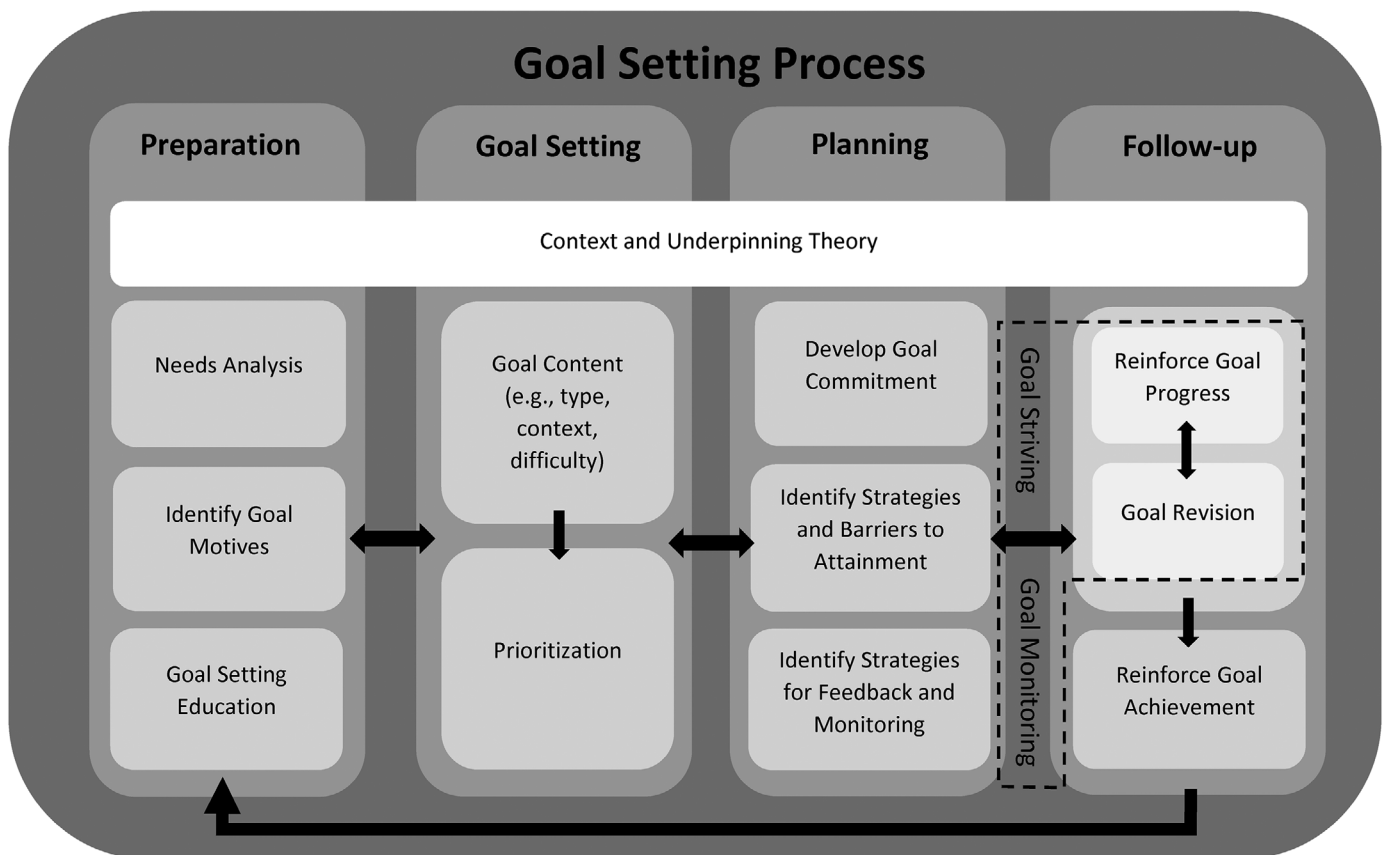 Goal Setting Process
Preparation
Goal Setting
Planning
Follow-up
Context and Underpinning Theory
Needs Analysis
Identify Goal
Motives
Goal Setting
Education
Goal Content
(e.g., type,
context,
difficulty)
Prioritization
Develop Goal
Commitment
Identify Strategies
and Barriers to
Attainment
Identify Strategies
for Feedback and
Monitoring
Goal Striving
Goal Monitoring
Reinforce Goal
Progress
Goal Revision
Reinforce Goal
Achievement